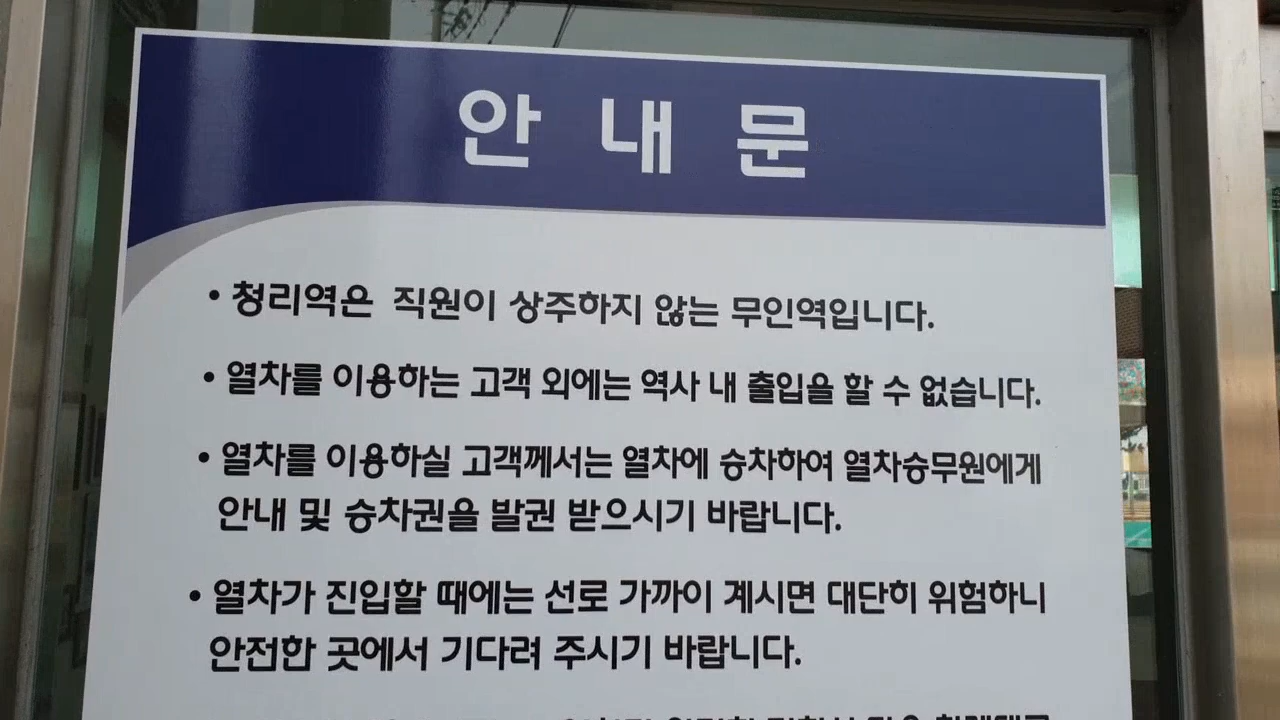 안 내 문
• 청리역은 직원이 상주하지 않는 무인역입니다.
• 열차를 이용하는 고객 외에는 역사 내 출입을 할 수 없습니다.
• 열차를 이용하실 고객께서는 열차에 승차하여 열차승무원에게
안내 및 승차권을 발권 받으시기 바랍니다.
• 열차가 진입할 때에는 선로 가까이 계시면 대단히 위험하니
안전한 곳에서 기다려 주시기 바랍니다.